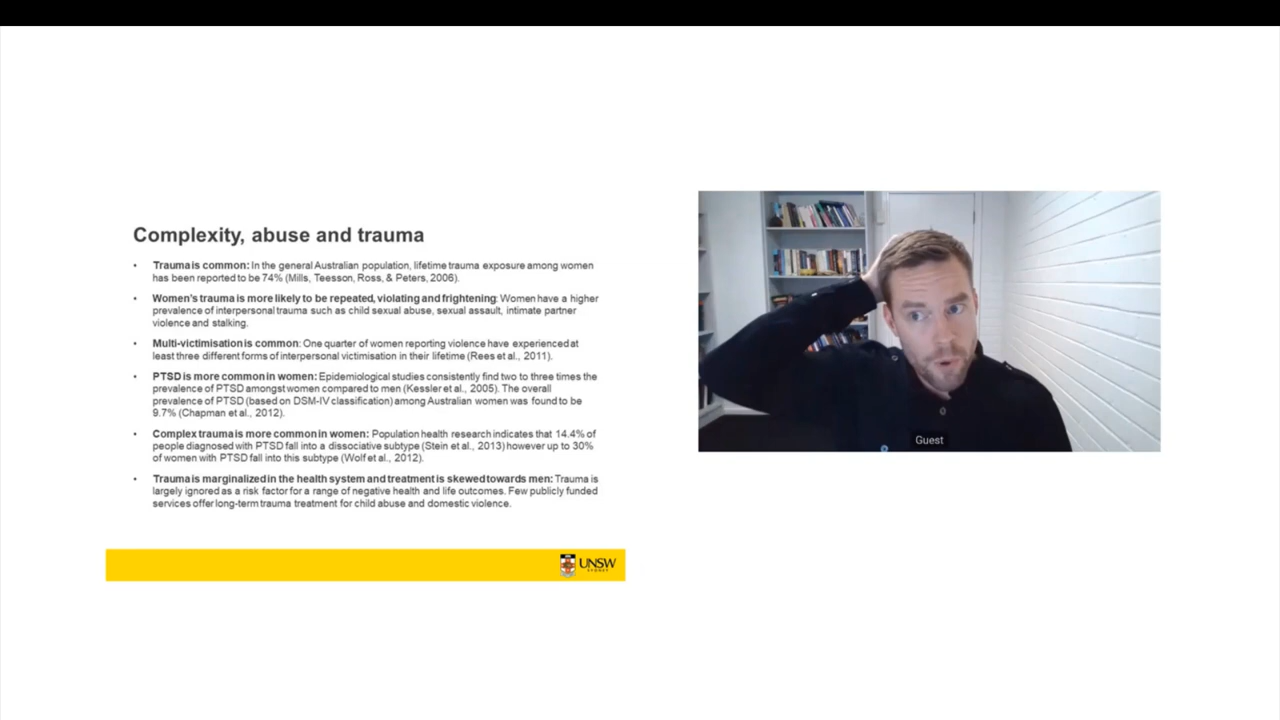 Complexity, abuse and trauma
• Trauma is common: In the general Australian population, lifetime trauma exposure among women
has been reported to be 74% (Mills, Teesson, Ross, & Peters, 2006).
• Women's trauma is more likely to be repeated, violating and frightening: Women have a higher
prevalence of interpersonal trauma such as child sexual abuse, sexual assault, intimate partner
violence and stalking.
• Multi-victimisation is common: One quarter of women reporting violence have experienced at
least three different forms of interpersonal victimisation in their lifetime (Rees et al., 2011).
• PTSD is more common in women: Epidemiological studies consistently find two to three times the
prevalence of PTSD amongst women compared to men (Kessler et al., 2005). The overall
prevalence of PTSD (based on DSM-IV classification) among Australian women was found to be
9.7% (Chapman et al., 2012).
• Complex trauma is more common in women: Population health research indicates that 14.4% of
people diagnosed with PTSD fall into a dissociative subtype (Stein et al., 2013) however up to 30%
of women with PTSD fall into this subtype (Wolf et al., 2012).
• Trauma is marginalized in the health system and treatment is skewed towards men: Trauma is
largely ignored as a risk factor for a range of negative health and life outcomes. Few publicly funded
services offer long-term trauma treatment for child abuse and domestic violence.
UNSW
SYDNEY
Guest